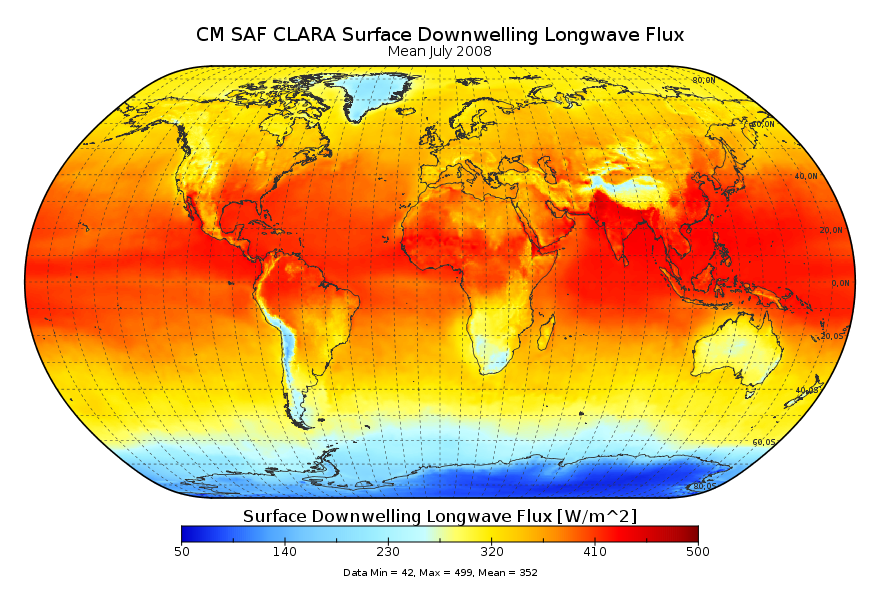 CM SAF CLARA Surface Downwelling Longwave Flux
Mean July 2008
80.0N
60.0N
40.0N
20.0N
0.0N
20.0S
40.0S
60.0S
80.0S
Surface Downwelling Longwave Flux [W/m^2]
50 140 230 320 410 500
Data Min = 42, Max = 499, Mean = 352